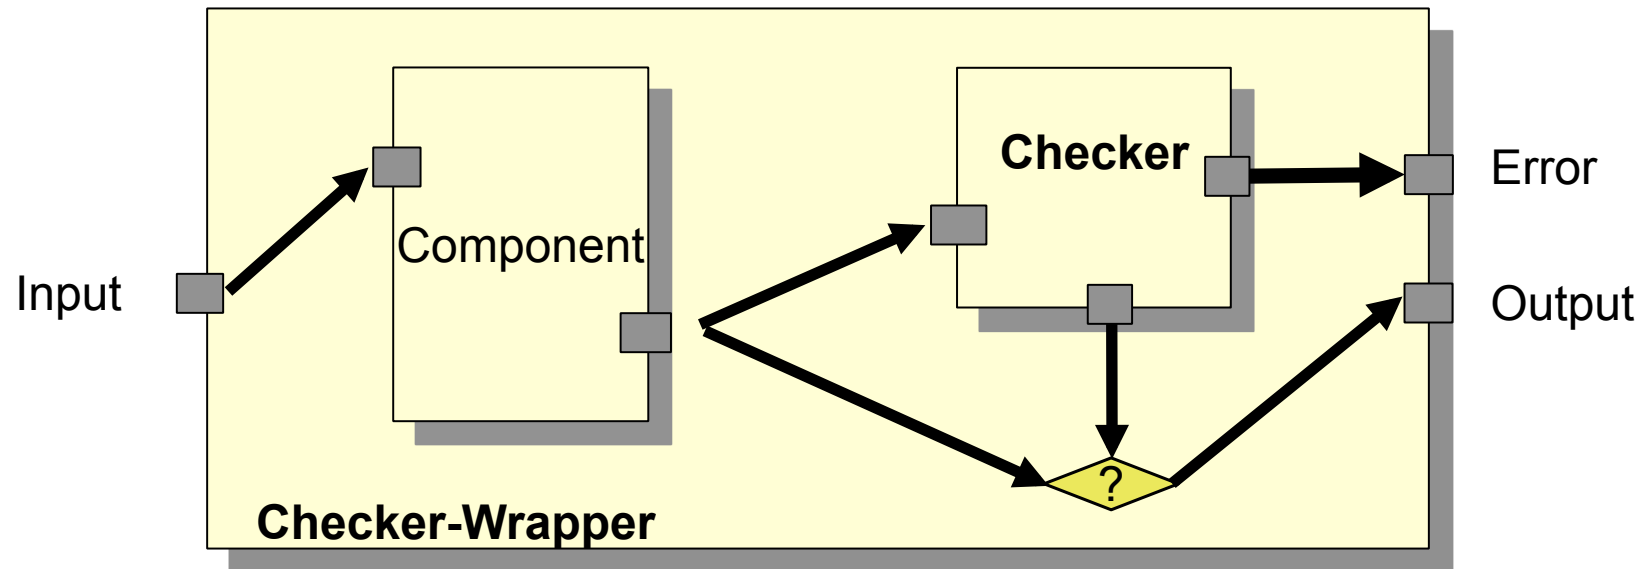 Checker
Error
Component
Input
Output
?
Checker-Wrapper